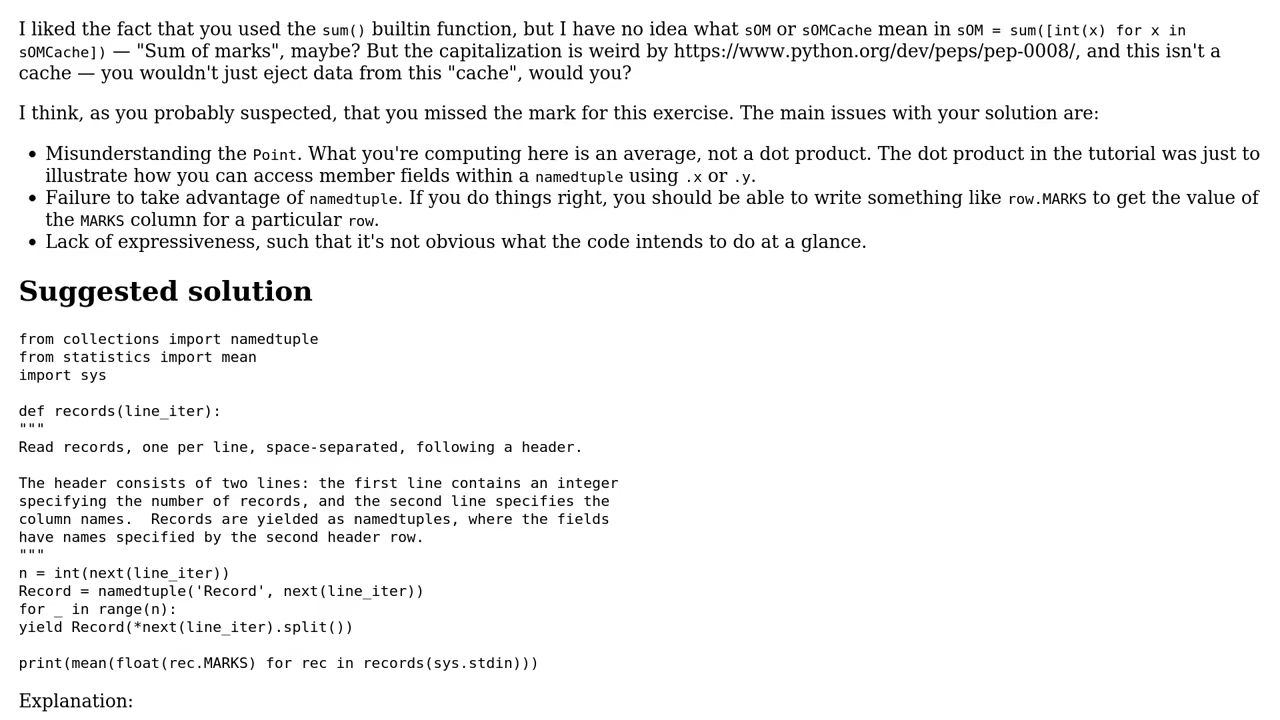 I liked the fact that you used the sum() builtin function, but I have no idea what sOM or sOMCache mean in sOM = sum([int(x) for x in
sOMCache]) — "Sum of marks", maybe? But the capitalization is weird by https://www.python.org/dev/peps/pep-0008/, and this isn't a
cache — you wouldn't just eject data from this "cache", would you?
I think, as you probably suspected, that you missed the mark for this exercise. The main issues with your solution are:
• Misunderstanding the Point. What you're computing here is an average, not a dot product. The dot product in the tutorial was just to
illustrate how you can access member fields within a namedtuple using .x or .y.
• Failure to take advantage of namedtuple. If you do things right, you should be able to write something like row.MARKS to get the value of
the MARKS column for a particular row.
• Lack of expressiveness, such that it's not obvious what the code intends to do at a glance.
Suggested solution
from collections import namedtuple
from statistics import mean
import sys
def records(line_iter):
"""
Read records, one per line, space-separated, following a header.
The header consists of two lines: the first line contains an integer
specifying the number of records, and the second line specifies the
column names.  Records are yielded as namedtuples, where the fields
have names specified by the second header row.
"""
n = int(next(line_iter))
Record = namedtuple('Record', next(line_iter))
for _ in range(n):
yield Record(*next(line_iter).split())
print(mean(float(rec.MARKS) for rec in records(sys.stdin)))
Explanation: